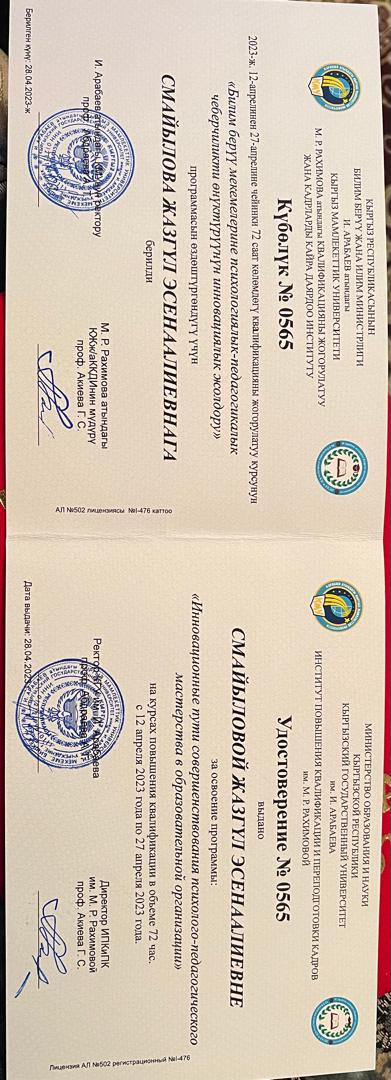 КЫРГЫЗ РЕСПУБЛИКАСЫНЫН
БИЛИМ БЕРҮҮ ЖАНА ИЛИМ МИНИСТРЛИГИ
И. АРАБАЕВ атындагы
КЫРГЫЗ МАМЛЕКЕТТИК УНИВЕРСИТЕТИ
М. Р. РАХИМОВА атындагы КВАЛИФИКАЦИЯНЫ ЖОГОРУЛАТУУ
ЖАНА КАДРЛАРДЫ КАЙРА ДАЯРДОО ИНСТИТУТУ
Күбөлүк № 0565
2023-ж. 12-апрелинен 27-апрелине чейинки 72 саат көлөмдөгү квалификацияны жогорулатуу курсунун
«Билим берүү мекемелерине психологиялык-педагогикалык
чеберчиликти өнүктүрүүнүн инновациялык жолдору»
программасын өздөштүргөндүгү үчүн
СМАЙЫЛОВА ЖАЗГҮЛ ЭСЕНААЛИЕВНАГА
берилди
И. Арабаев атындагы ректору
проф.
М. Р. Рахимова атындагы
КЖжаККДИнин мүдүрү
проф. Акиева Г. С.
Берилген күнү: 28.04.2023-ж
АЛ №502 лицензиясы №I-476 каттоо
МИНИСТЕРСТВО ОБРАЗОВАНИЯ И НАУКИ
КЫРГЫЗСКОЙ РЕСПУБЛИКИ
КЫРГЫЗСКИЙ ГОСУДАРСТВЕННЫЙ УНИВЕРСИТЕТ
им. И. АРАБАЕВА
ИНСТИТУТ ПОВЫШЕНИЯ КВАЛИФИКАЦИИ И ПЕРЕПОДГОТОВКИ КАДРОВ
им. М. Р. РАХИМОВОЙ
Удостоверение № 0565
выдано
СМАЙЫЛОВОЙ ЖАЗГҮЛ ЭСЕНААЛИЕВНЕ
за освоение программы:
«Инновационные пути совершенствования психолого-педагогического
мастерства в образовательной организации»
на курсах повышения квалификации в объеме 72 час.
с 12 апреля 2023 года по 27 апреля 2023 года.
Ректор Арабаева
проф.
Директор ИПКиПК
им. М. Р. Рахимовой
проф. Акиева Г. С.
Дата выдачи: 28.04.2023
Лицензия АЛ №502 регистрационный №I-476